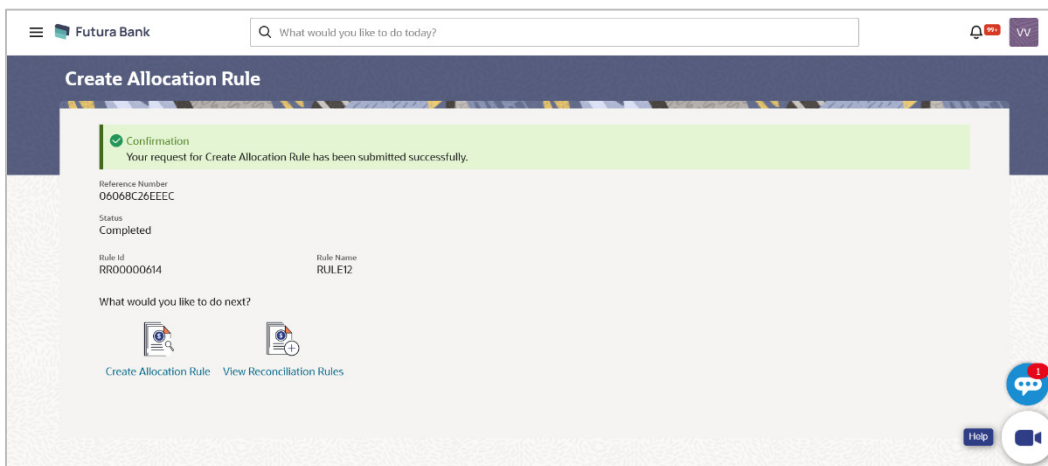 Futura Bank
What would you like to do today?
99+
VV
Create Allocation Rule
Confirmation
Your request for Create Allocation Rule has been submitted successfully.
Reference Number
06068C26EEEC
Status
Completed
Rule Id Rule Name
RR00000614 RULE12
What would you like to do next?
Create Allocation Rule View Reconciliation Rules
1
Help